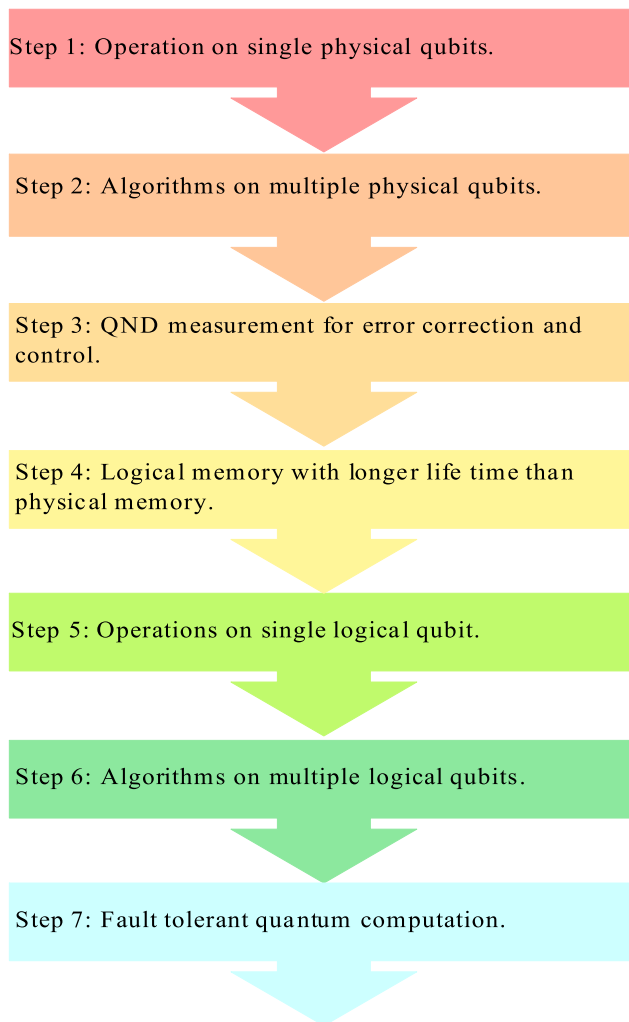 Step 1: Operation on single physical qubits.
Step 2: Algorithms on multiple physical qubits.
Step 3: QND measurement for error correction and
control.
Step 4: Logical memory with longer life time than
physical memory.
Step 5: Operations on single logical qubit.
Step 6: Algorithms on multiple logical qubits.
Step 7: Fault tolerant quantum computation.